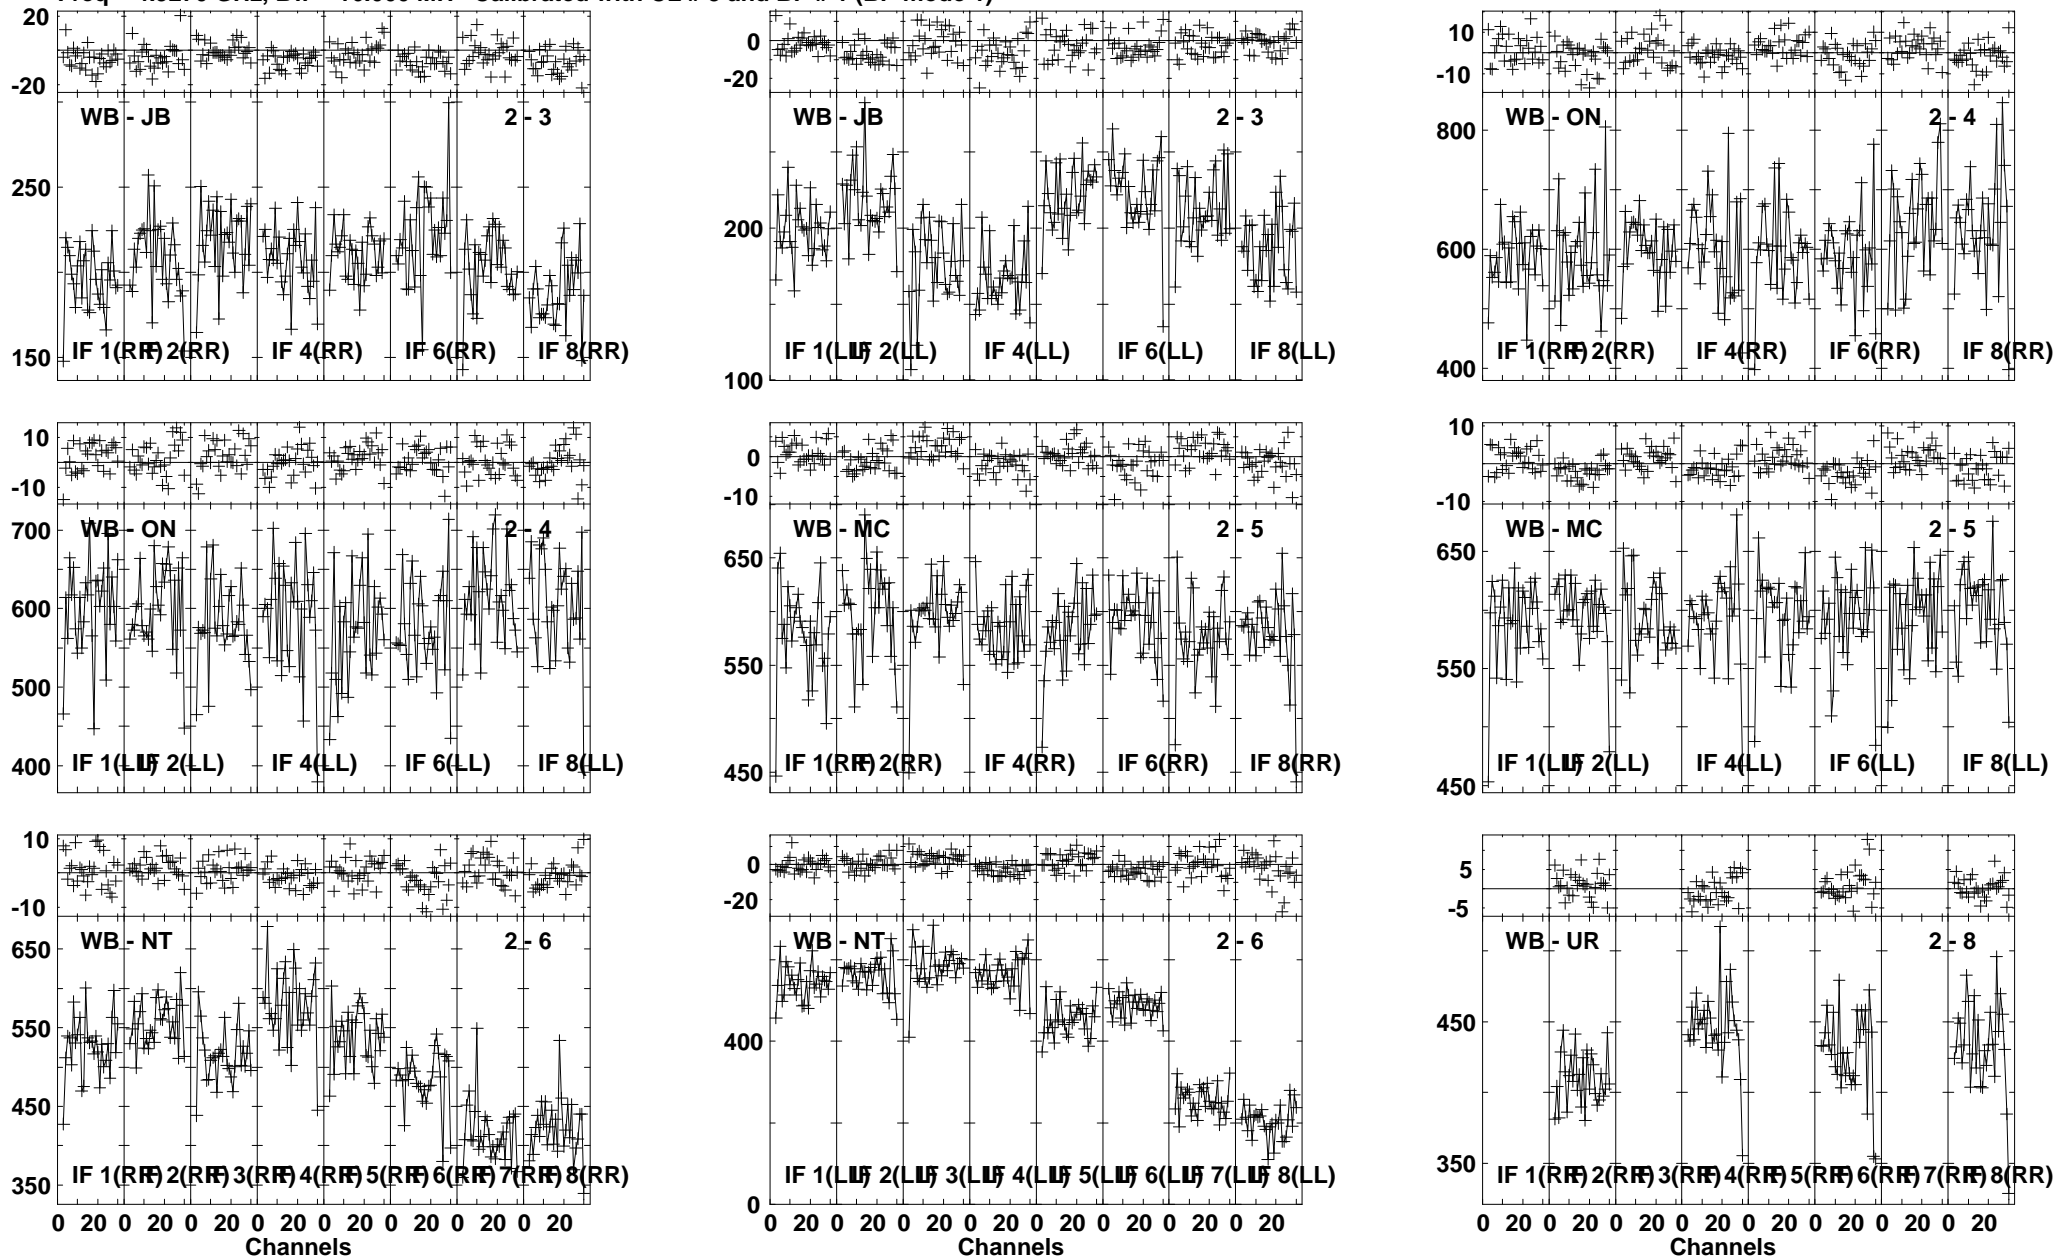 20
-20
WB - JB 2 - 3
250
150
IF 1(RR) IF 2(RR) IF 4(RR) IF 6(RR) IF 8(RR)
0
-20
WB - JB 2 - 3
200
100
IF 1(LL) IF 2(LL) IF 4(LL) IF 6(LL) IF 8(LL)
10
-10
WB - ON 2 - 4
800
600
400
IF 1(RR) IF 2(RR) IF 4(RR) IF 6(RR) IF 8(RR)
10
-10
WB - ON 2 - 4
700
600
500
400
IF 1(LL) IF 2(LL) IF 4(LL) IF 6(LL) IF 8(LL)
0
-10
WB - MC 2 - 5
650
550
450
IF 1(RR) IF 2(RR) IF 4(RR) IF 6(RR) IF 8(RR)
10
-10
WB - MC 2 - 5
650
550
450
IF 1(LL) IF 2(LL) IF 4(LL) IF 6(LL) IF 8(LL)
10
-10
WB - NT 2 - 6
650
550
450
350
IF 1(RR) IF 2(RR) IF 3(RR) IF 4(RR) IF 5(RR) IF 6(RR) IF 7(RR) IF 8(RR)
0 20 0 20 0 20 0 20 0 20 0 20 0 20 0 20
Channels
0
-20
WB - NT 2 - 6
400
0
IF 1(LL) IF 2(LL) IF 3(LL) IF 4(LL) IF 5(LL) IF 6(LL) IF 7(LL) IF 8(LL)
0 20 0 20 0 20 0 20 0 20 0 20 0 20 0 20
Channels
5
-5
WB - UR 2 - 8
450
350
IF 1(RR) IF 2(RR) IF 3(RR) IF 4(RR) IF 5(RR) IF 6(RR) IF 7(RR) IF 8(RR)
0 20 0 20 0 20 0 20 0 20 0 20 0 20 0 20
Channels